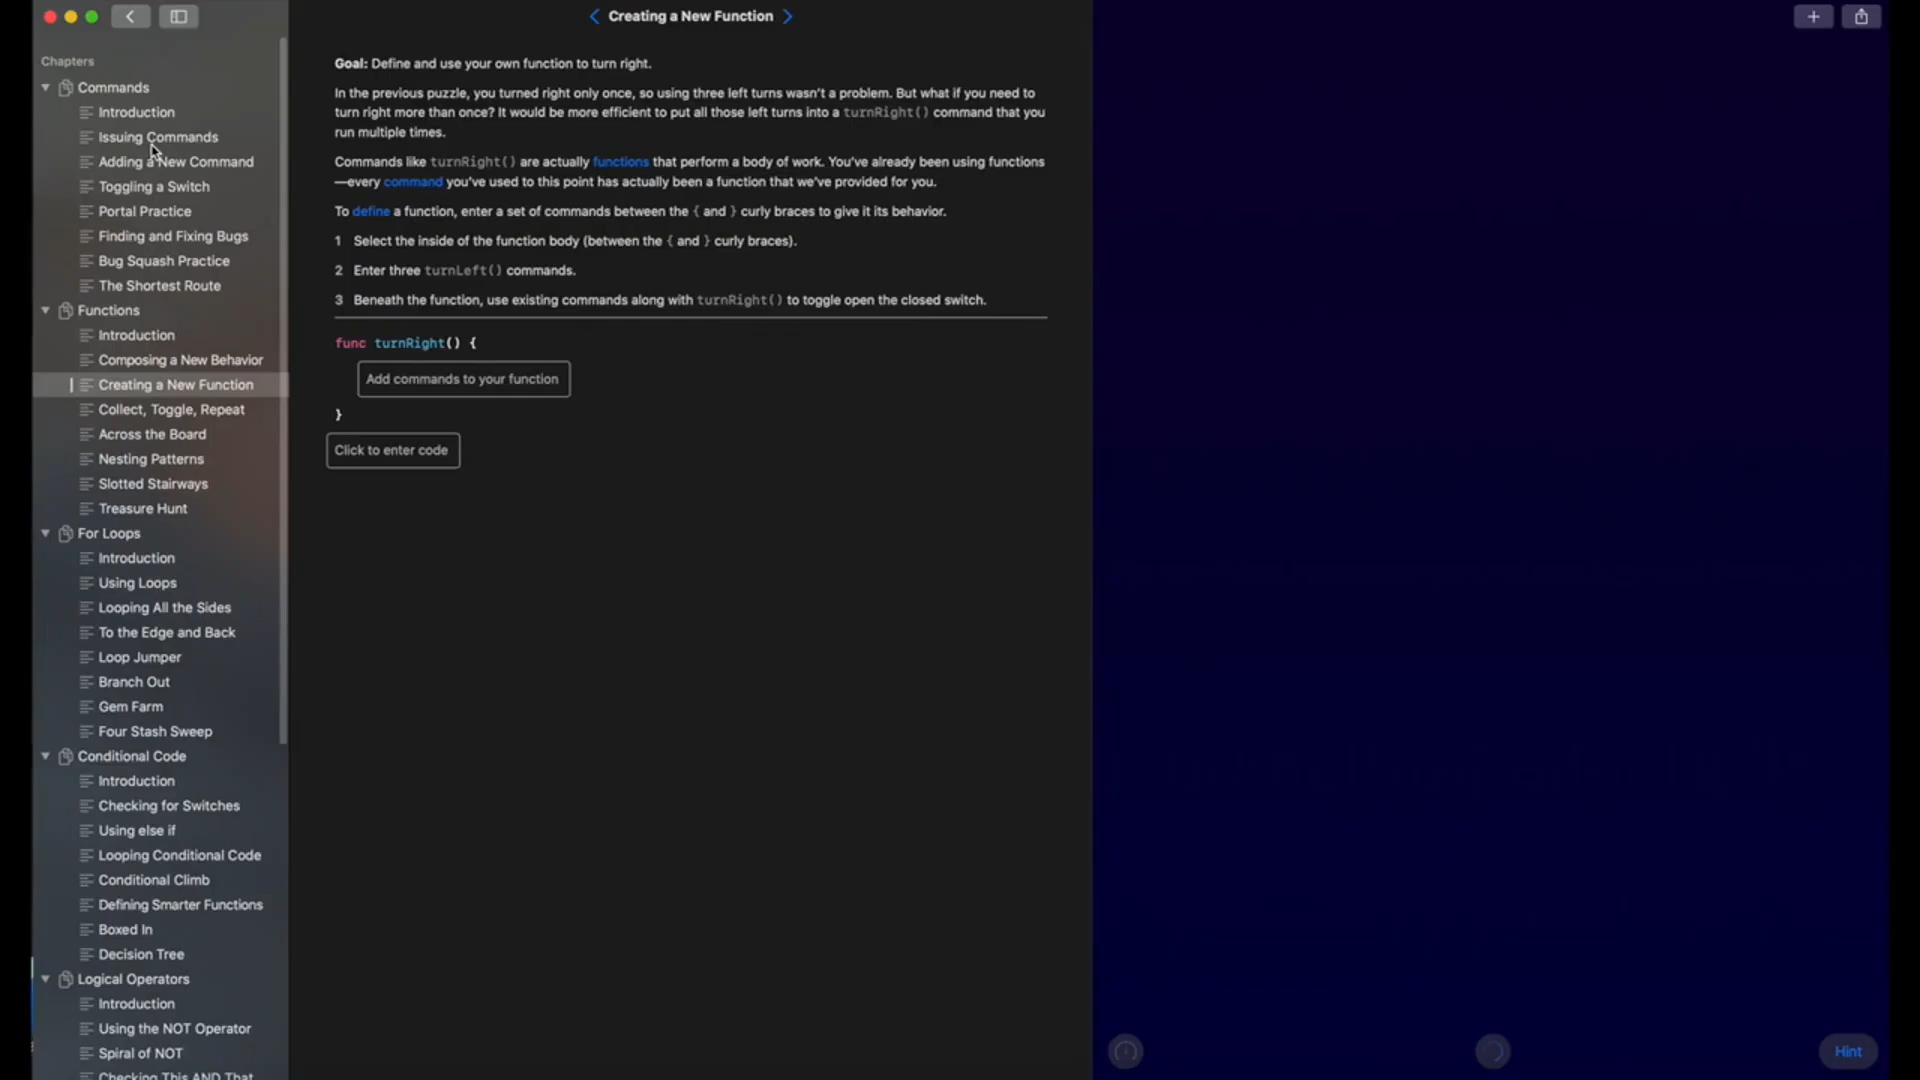 Creating a New Function
Chapters
Commands
Introduction
Issuing Commands
Adding a New Command
Toggling a Switch
Portal Practice
Finding and Fixing Bugs
Bug Squash Practice
The Shortest Route
Functions
Introduction
Composing a New Behavior
Creating a New Function
Collect, Toggle, Repeat
Across the Board
Nesting Patterns
Slotted Stairways
Treasure Hunt
For Loops
Introduction
Using Loops
Looping All the Sides
To the Edge and Back
Loop Jumper
Branch Out
Gem Farm
Four Stash Sweep
Conditional Code
Introduction
Checking for Switches
Using else if
Looping Conditional Code
Conditional Climb
Defining Smarter Functions
Boxed In
Decision Tree
Logical Operators
Introduction
Using the NOT Operator
Spiral of NOT
Checking This AND That
Goal: Define and use your own function to turn right.
In the previous puzzle, you turned right only once, so using three left turns wasn't a problem. But what if you need to
turn right more than once? It would be more efficient to put all those left turns into a turnRight() command that you
run multiple times.
Commands like turnRight() are actually functions that perform a body of work. You've already been using functions
—every command you've used to this point has actually been a function that we've provided for you.
To define a function, enter a set of commands between the { and } curly braces to give it its behavior.
1 Select the inside of the function body (between the { and } curly braces).
2 Enter three turnLeft() commands.
3 Beneath the function, use existing commands along with turnRight() to toggle open the closed switch.
func turnRight() {
Add commands to your function
}
Click to enter code
Hint